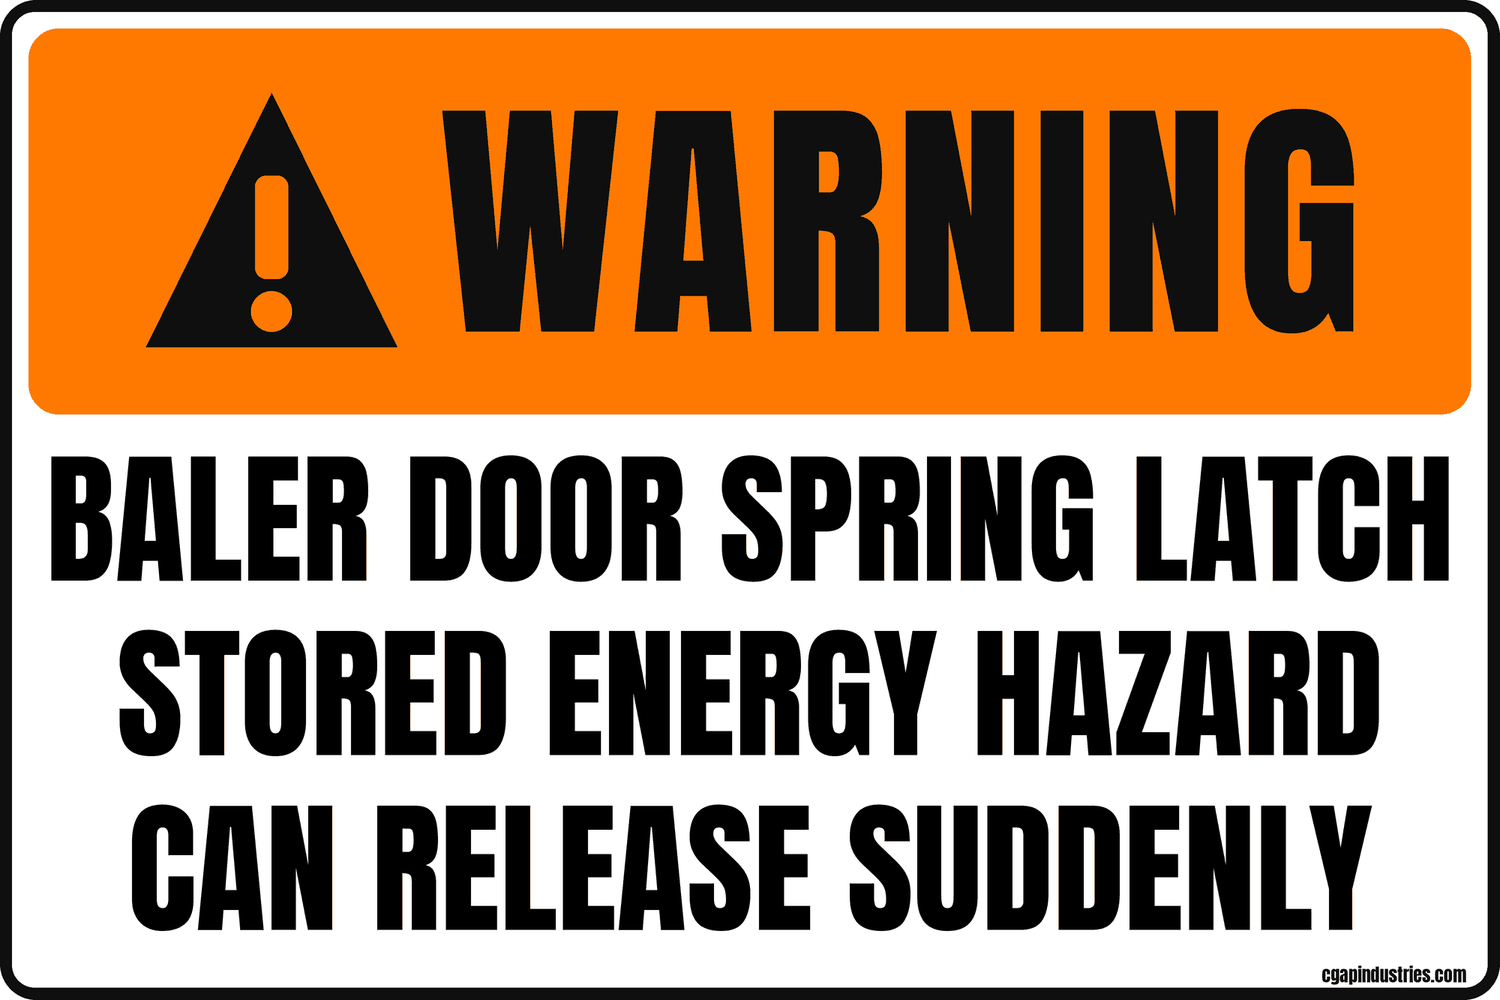 WARNING
BALER DOOR SPRING LATCH
STORED ENERGY HAZARD
CAN RELEASE SUDDENLY
cgapindustries.com